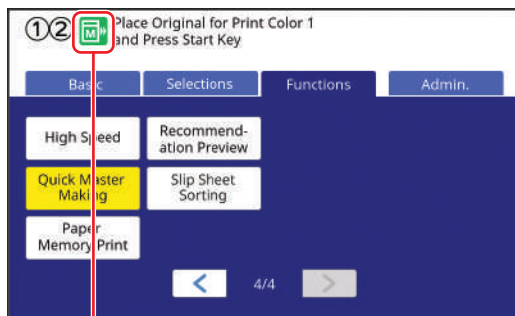 ①② M Place Original for Print Color 1
and Press Start Key
Basic Selections Functions Admin.
High Speed
Recommend-
ation Preview
Quick Master
Making
Slip Sheet
Sorting
Paper
Memory Print
< 4/4 >